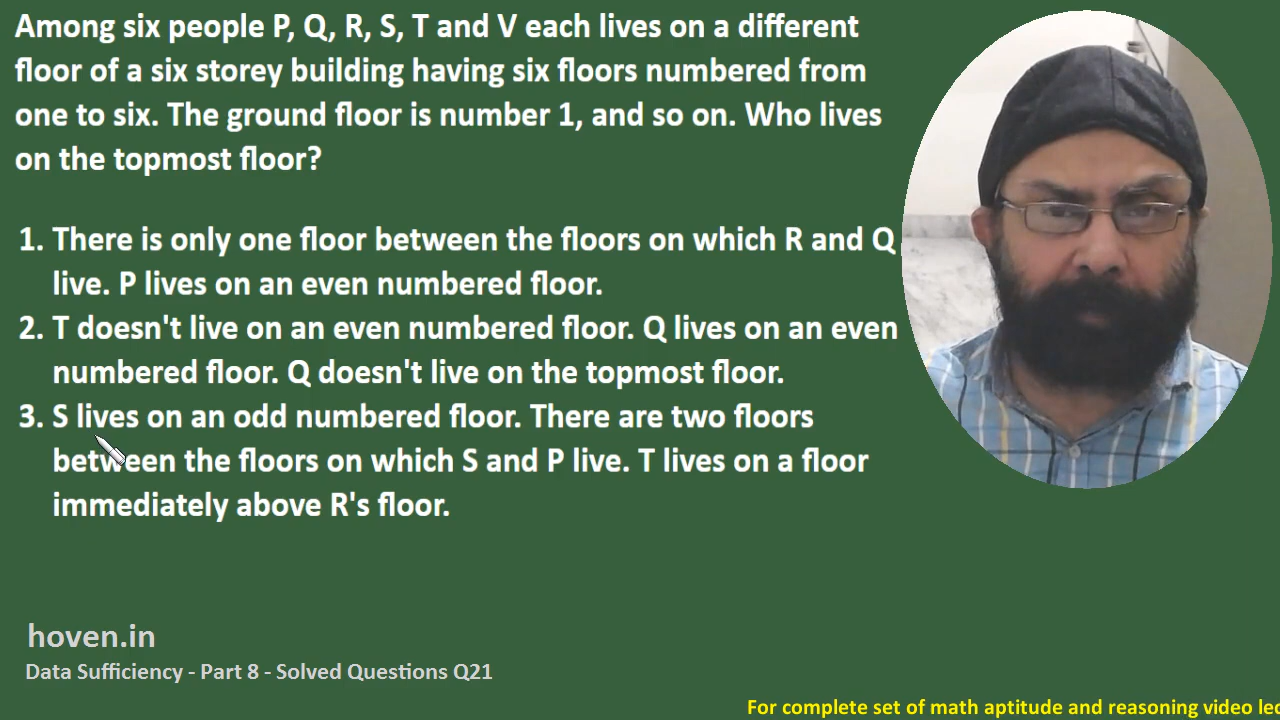 Among six people P, Q, R, S, T and V each lives on a different
floor of a six storey building having six floors numbered from
one to six. The ground floor is number 1, and so on. Who lives
on the topmost floor?
1. There is only one floor between the floors on which R and Q
live. P lives on an even numbered floor.
2. T doesn't live on an even numbered floor. Q lives on an even
numbered floor. Q doesn't live on the topmost floor.
3. S lives on an odd numbered floor. There are two floors
between the floors on which S and P live. T lives on a floor
immediately above R's floor.
hoven.in
Data Sufficiency - Part 8 - Solved Questions Q21
For complete set of math aptitude and reasoning video